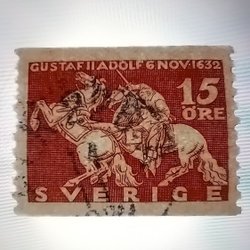 GUSTAF II ADOLF 6 NOV. 1632
15
ÖRE
SVERIGE